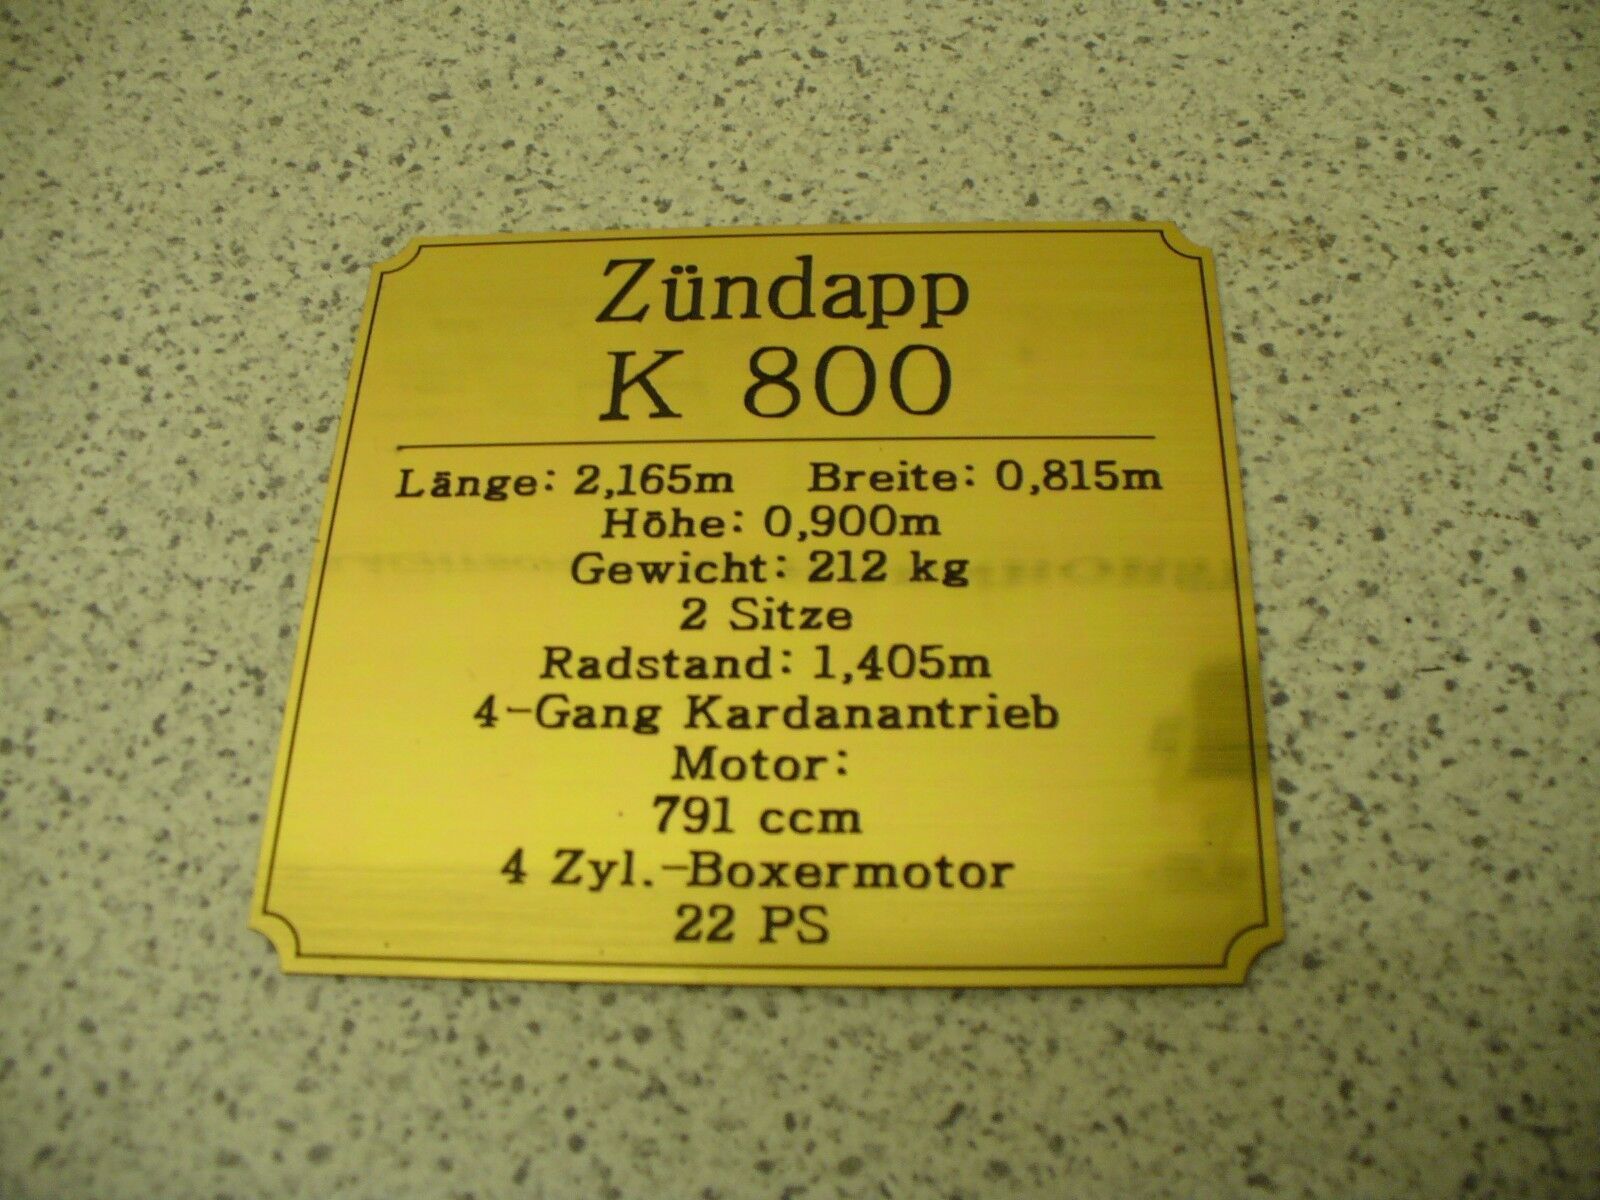 Zündapp
K 800
Länge: 2,165m Breite: 0,815m
Höhe: 0,900m
Gewicht: 212 kg
2 Sitze
Radstand: 1,405m
4-Gang Kardanantrieb
Motor:
791 ccm
4 Zyl.-Boxermotor
22 PS